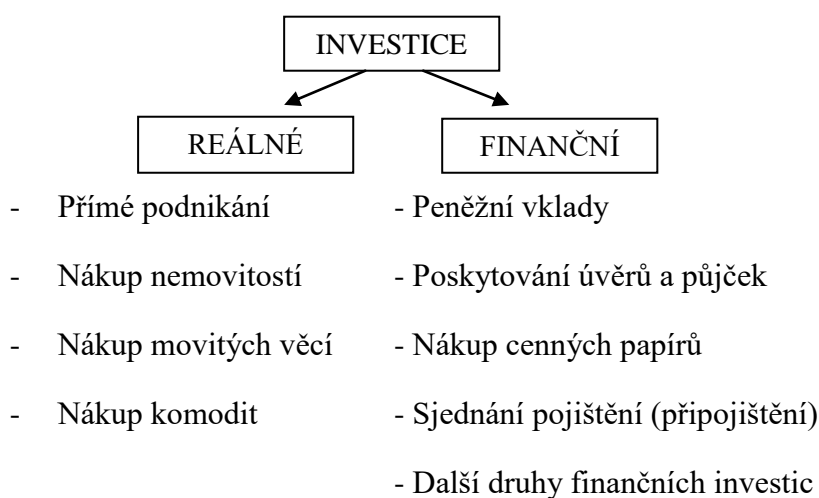 INVESTICE
REÁLNÉ FINANČNÍ
- Přímé podnikání - Peněžní vklady
- Nákup nemovitostí - Poskytování úvěrů a půjček
- Nákup movitých věcí - Nákup cenných papírů
- Nákup komodit - Sjednání pojištění (připojištění)
- Další druhy finančních investic